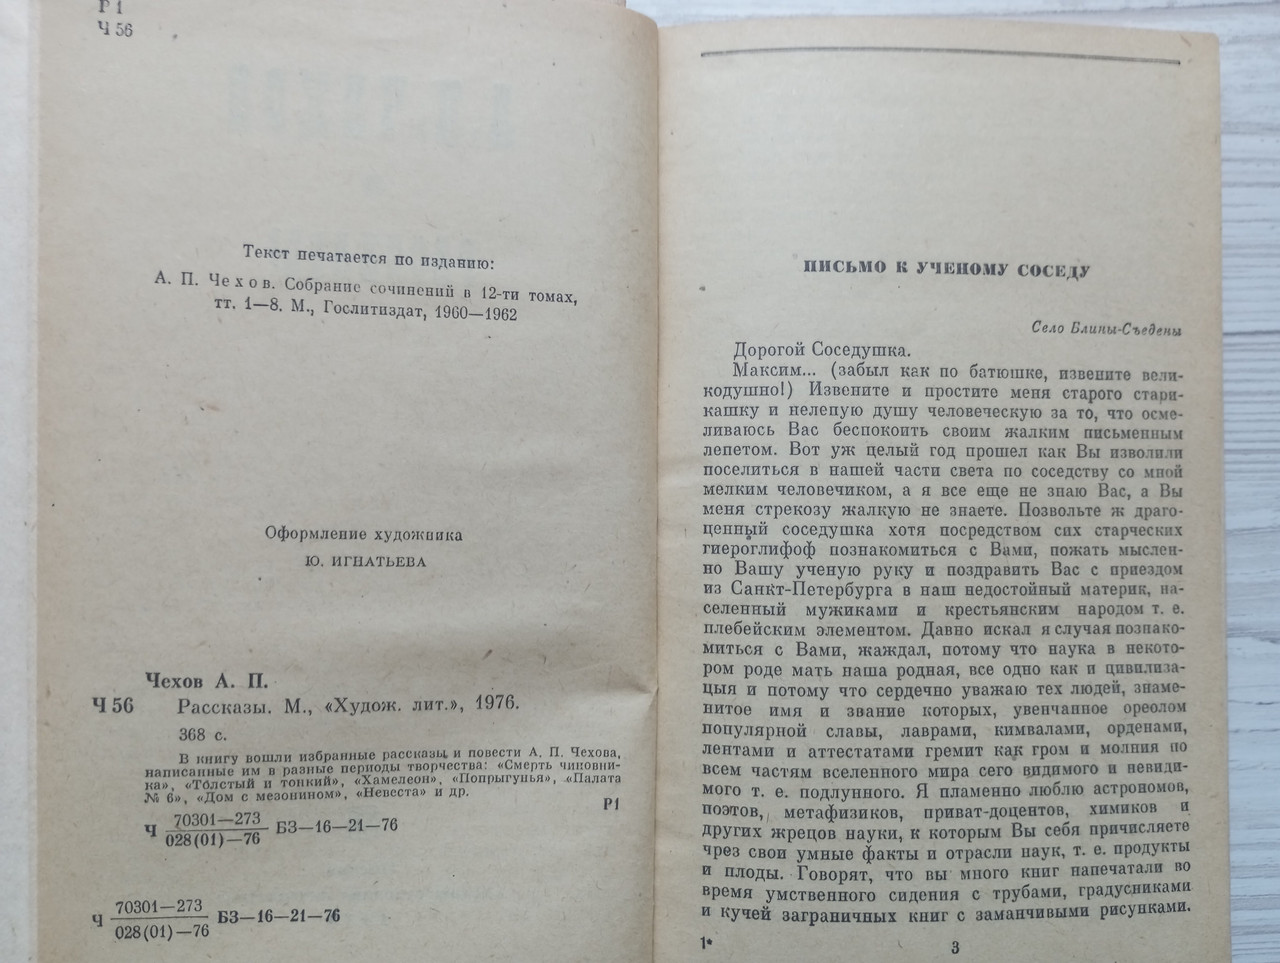 Р 1
Ч 56
Текст печатается по изданию:
А. П. Чехов. Собрание сочинений в 12-ти томах,
тт. 1—8. М., Гослитиздат, 1960—1962
Оформление художника
Ю. ИГНАТЬЕВА
Чехов А. П.
Ч 56 Рассказы. М., «Худож. лит.», 1976.
368 с.
В книгу вошли избранные рассказы и повести А. П. Чехова,
написанные им в разные периоды творчества: «Смерть чиновни-
ка», «Толстый и тонкий», «Хамелеон», «Попрыгунья», «Палата
№ 6», «Дом с мезонином», «Невеста» и др.
Р1
Ч 70301—273
028(01)—76 БЗ—16—21—76
Ч 70301—273
028(01)—76 БЗ—16—21—76
ПИСЬМО К УЧЕНОМУ СОСЕДУ
Село Блины-Съедены
Дорогой Соседушка.
Максим... (забыл как по батюшке, извените вели-
кодушно!) Извените и простите меня старого стари-
кашку и нелепую душу человеческую за то, что осме-
ливаюсь Вас беспокоить своим жалким письменным
лепетом. Вот уж целый год прошел как Вы изволили
поселиться в нашей части света по соседству со мной
мелким человечиком, а я все еще не знаю Вас, а Вы
меня стрекозу жалкую не знаете. Позвольте ж драго-
ценный соседушка хотя посредством сих старческих
гиероглифоф познакомиться с Вами, пожать мыслен-
но Вашу ученую руку и поздравить Вас с приездом
из Санкт-Петербурга в наш недостойный материк, на-
селенный мужиками и крестьянским народом т. е.
плебейским элементом. Давно искал я случая познако-
миться с Вами, жаждал, потому что наука в некото-
ром роде мать наша родная, все одно как и цивилиза-
цыя и потому что сердечно уважаю тех людей, знаме-
нитое имя и звание которых, увенчанное ореолом
популярной славы, лаврами, кимвалами, орденами,
лентами и аттестатами гремит как гром и молния по
всем частям вселенного мира сего видимого и невиди-
мого т. е. подлунного. Я пламенно люблю астрономов,
поэтов, метафизиков, приват-доцентов, химиков и
других жрецов науки, к которым Вы себя причисляете
чрез свои умные факты и отрасли наук, т. е. продукты
и плоды. Говорят, что вы много книг напечатали во
время умственного сидения с трубами, градусниками
и кучей заграничных книг с заманчивыми рисунками.
1*
3